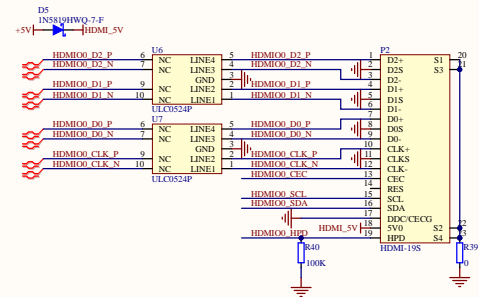 D5
1N5819HWQ-7-F
+5V HDMI_5V
U6 P2
HDMIO0_D2_P 6 NC LINE4 5 HDMIO0_D2_P 1 D2+ S1 20
HDMIO0_D2_N 7 NC LINE3 4 HDMIO0_D2_N 2 D2S S3 21
GND 3 3 D2-
HDMIO0_D1_P 9 NC LINE2 2 HDMIO0_D1_P 4 D1+
HDMIO0_D1_N 10 NC LINE1 1 HDMIO0_D1_N 5 D1S
ULC0524P 6 D1-
U7 7 D0+
HDMIO0_D0_P 6 NC LINE4 5 HDMIO0_D0_P 8 D0S
HDMIO0_D0_N 7 NC LINE3 4 HDMIO0_D0_N 9 D0-
GND 3 10 CLK+
HDMIO0_CLK_P 9 NC LINE2 2 HDMIO0_CLK_P 11 CLKS
HDMIO0_CLK_N 10 NC LINE1 1 HDMIO0_CLK_N 12 CLK-
ULC0524P HDMIO0_CEC 13 CEC
14 RES
HDMIO0_SCL 15 SCL
HDMIO0_SDA 16 SDA
17 DDC/CECG
HDMI_5V 18 5V0 S2 22
HDMIO0_HPD 19 HPD S4 23
R40 HDMI-19S R39
100K 0